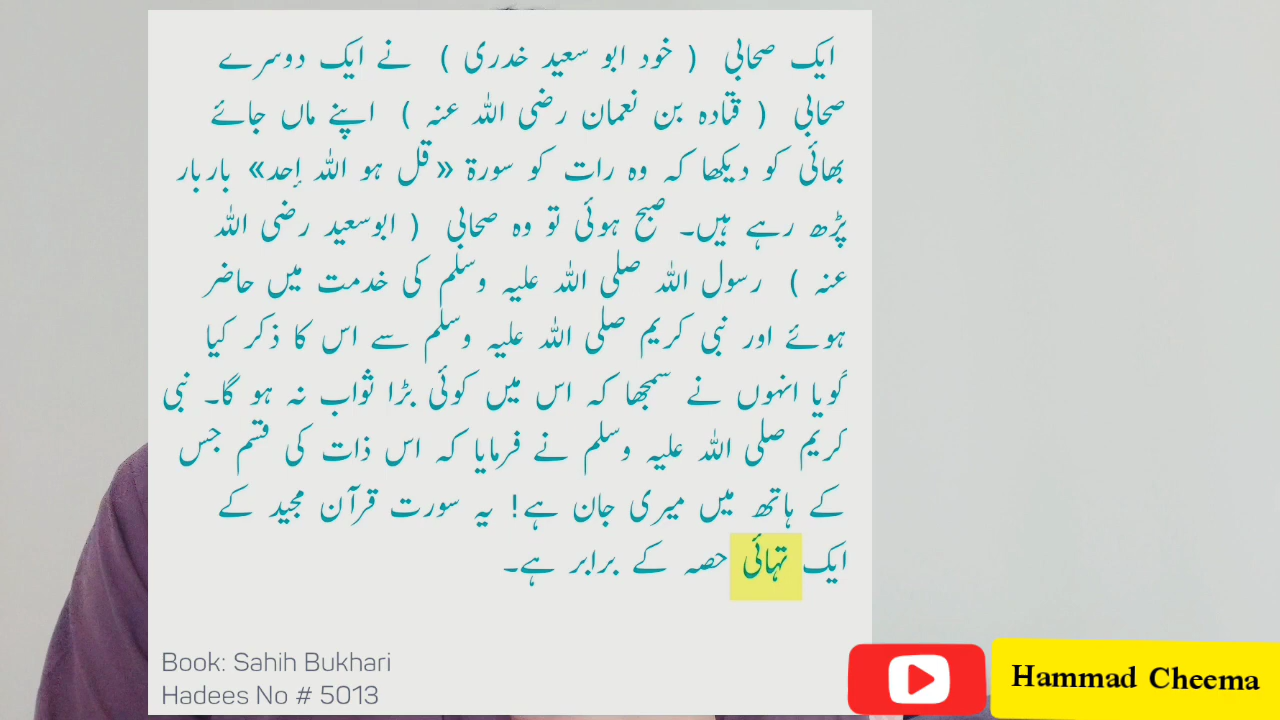 ایک صحابی ( خود ابو سعید خدری ) نے ایک دوسرے
صحابی ( قتادہ بن نعمان رضی اللہ عنہ ) اپنے ماں جائے
بھائی کو دیکھا کہ وہ رات کو سورۃ «قل هو الله إحد» باربار
پڑھ رہے ہیں۔ صبح ہوئی تو وہ صحابی ( ابوسعید رضی اللہ
عنہ ) رسول اللہ صلی اللہ علیہ وسلم کی خدمت میں حاضر
ہوئے اور نبی کریم صلی اللہ علیہ وسلم سے اس کا ذکر کیا
گویا انہوں نے سمجھا کہ اس میں کوئی بڑا ثواب نہ ہو گا۔ نبی
کریم صلی اللہ علیہ وسلم نے فرمایا کہ اس ذات کی قسم جس
کے ہاتھ میں میری جان ہے! یہ سورت قرآن مجید کے
ایک تہائی حصہ کے برابر ہے۔
Book: Sahih Bukhari
Hadees No # 5013
Hammad Cheema